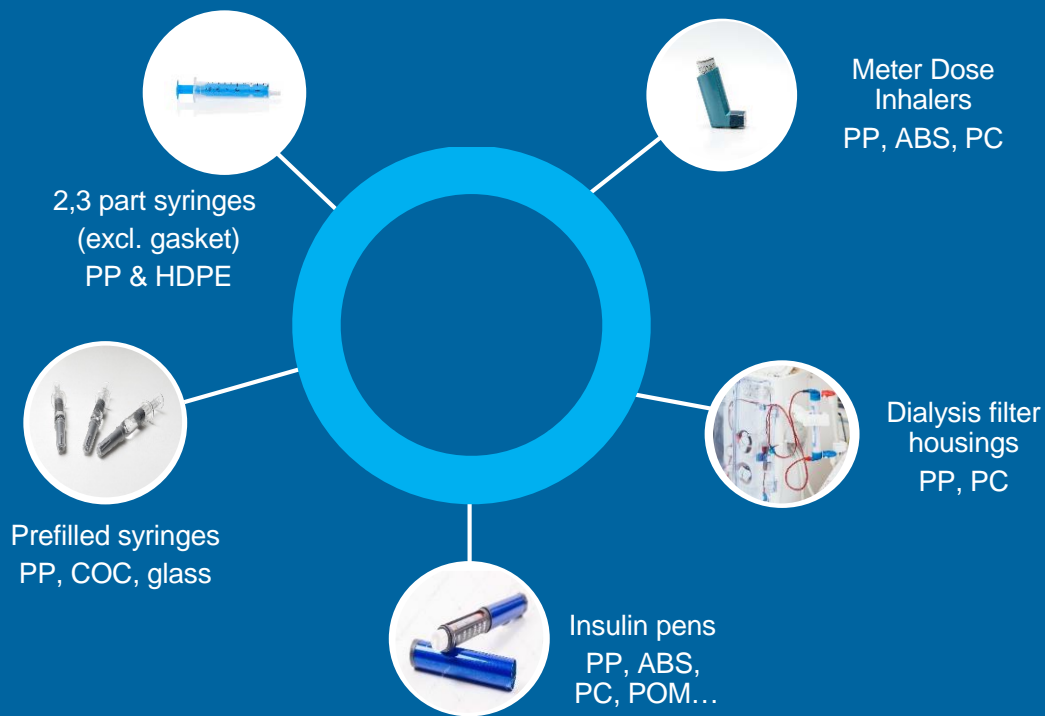 2,3 part syringes
(excl. gasket)
PP & HDPE
Meter Dose
Inhalers
PP, ABS, PC
Dialysis filter
housings
PP, PC
Insulin pens
PP, ABS,
PC, POM…
Prefilled syringes
PP, COC, glass